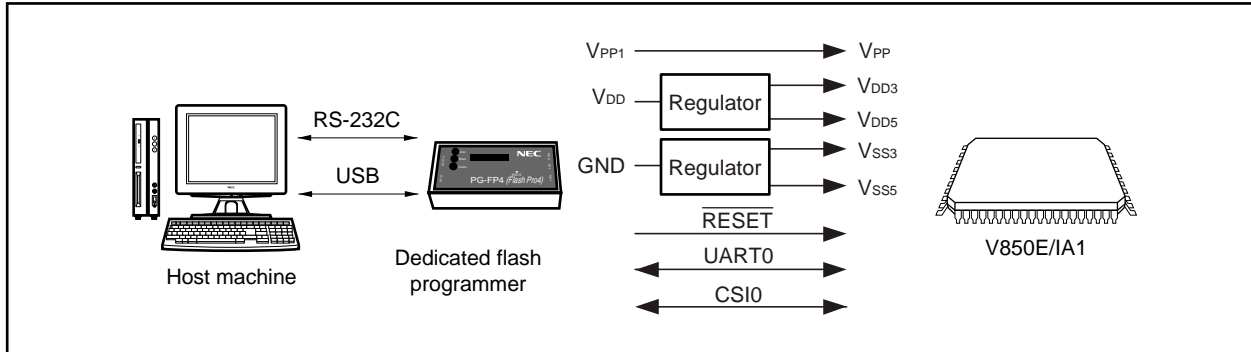 RS-232C
USB
Host machine
NEC
NEC
PG-FP4 (Flash Pro4)
Dedicated flash
programmer
VPP1
VPP
VDD
Regulator
VDD3
VDD5
GND
Regulator
VSS3
VSS5
RESET
UART0
CSI0
V850E/IA1